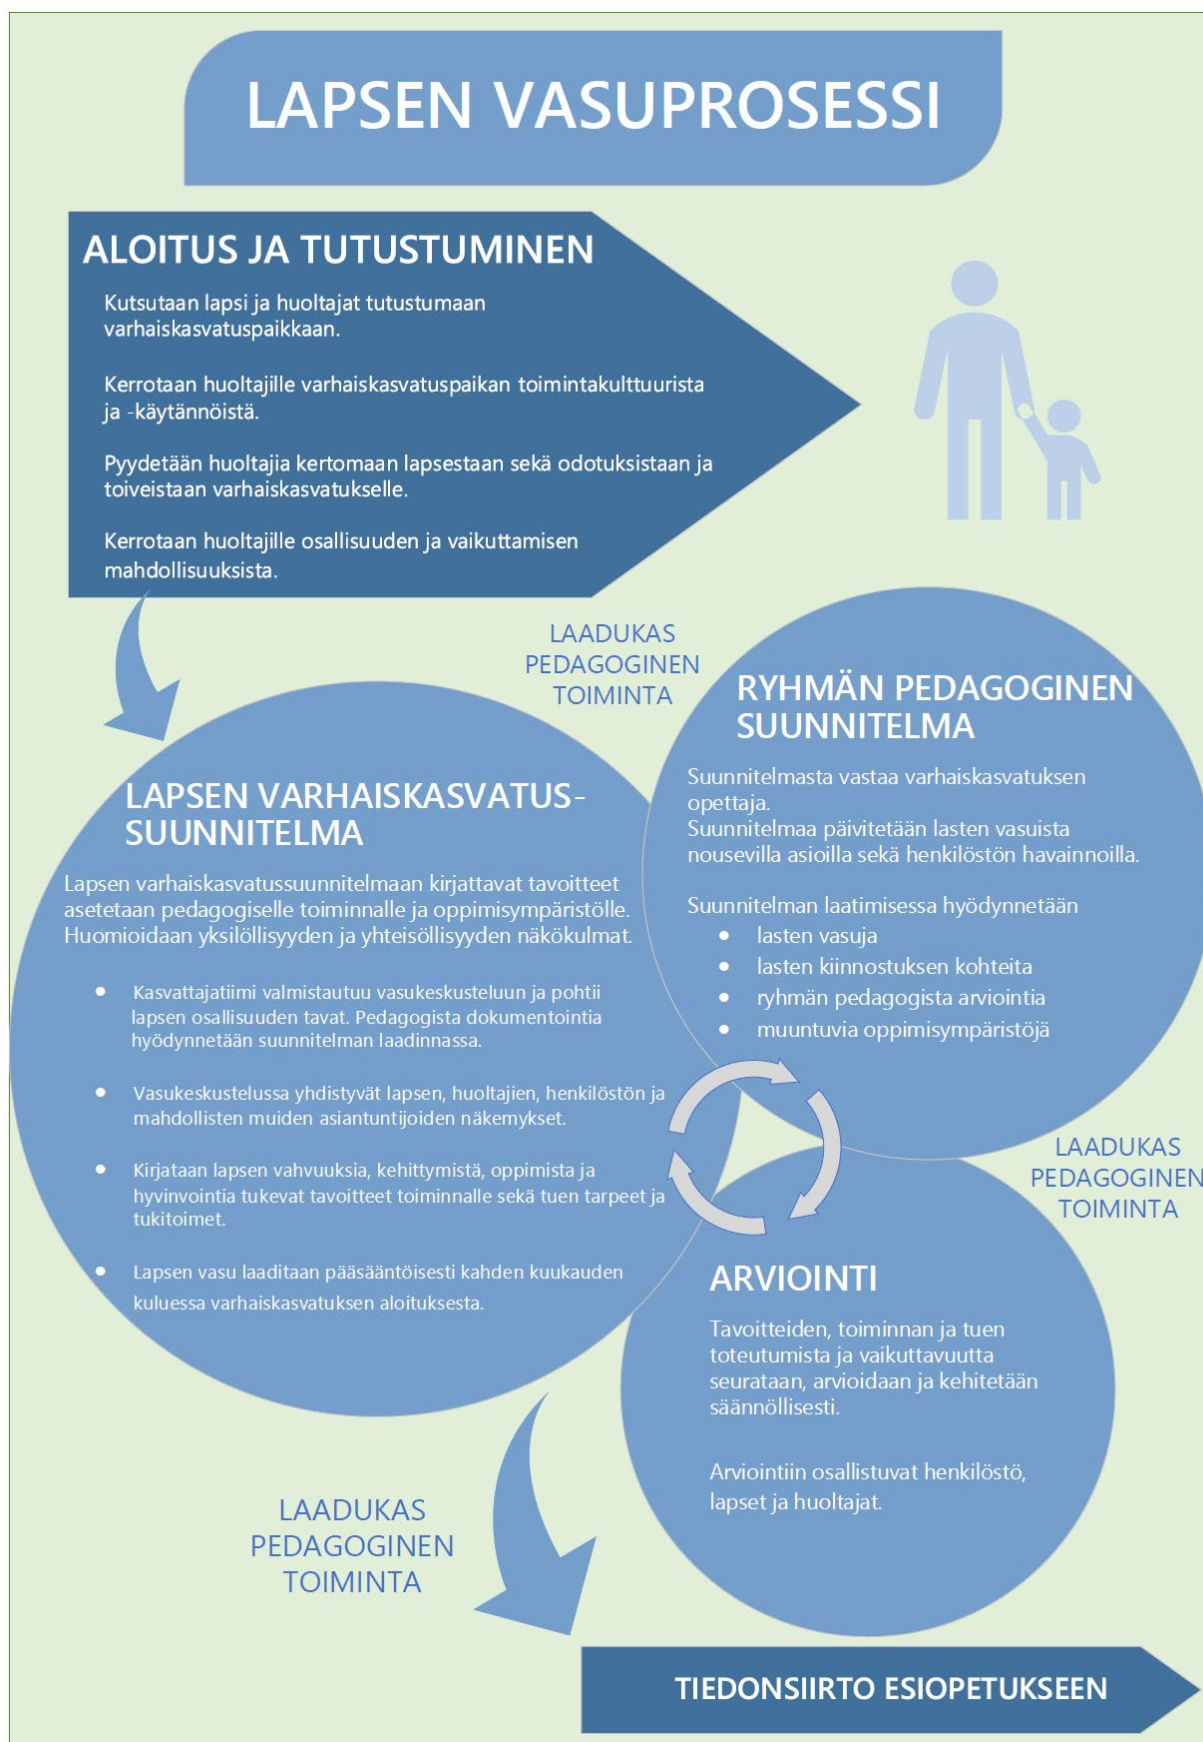 LAPSEN VASUPROSESSI
ALOITUS JA TUTUSTUMINEN
Kutsutaan lapsi ja huoltajat tutustumaan
varhaiskasvatuspaikkaan.
Kerrotaan huoltajille varhaiskasvatuspaikan toimintakulttuurista
ja -käytännöistä.
Pyydetään huoltajia kertomaan lapsestaan sekä odotuksistaan ja
toiveistaan varhaiskasvatukselle.
Kerrotaan huoltajille osallisuuden ja vaikuttamisen
mahdollisuuksista.
LAADUKAS
PEDAGOGINEN
TOIMINTA
RYHMÄN PEDAGOGINEN
SUUNNITELMA
Suunnitelmasta vastaa varhaiskasvatuksen
opettaja.
Suunnitelmaa päivitetään lasten vasuista
nousevilla asioilla sekä henkilöstön havainnoilla.
Suunnitelman laatimisessa hyödynnetään
• lasten vasuja
• lasten kiinnostuksen kohteita
• ryhmän pedagogista arviointia
• muuntuvia oppimisympäristöjä
LAPSEN VARHAISKASVATUS-
SUUNNITELMA
Lapsen varhaiskasvatussuunnitelmaan kirjattavat tavoitteet
asetetaan pedagogiselle toiminnalle ja oppimisympäristölle.
Huomioidaan yksilöllisyyden ja yhteisöllisyyden näkökulmat.
• Kasvattajatiimi valmistautuu vasukeskusteluun ja pohtii
lapsen osallisuuden tavat. Pedagogista dokumentointia
hyödynnetään suunnitelman laadinnassa.
• Vasukeskustelussa yhdistyvät lapsen, huoltajien, henkilöstön ja
mahdollisten muiden asiantuntijoiden näkemykset.
• Kirjataan lapsen vahvuuksia, kehittymistä, oppimista ja
hyvinvointia tukevat tavoitteet toiminnalle sekä tuen tarpeet ja
tukitoimet.
• Lapsen vasu laaditaan pääsääntöisesti kahden kuukauden
kuluessa varhaiskasvatuksen aloituksesta.
LAADUKAS
PEDAGOGINEN
TOIMINTA
ARVIOINTI
Tavoitteiden, toiminnan ja tuen
toteutumista ja vaikuttavuutta
seurataan, arvioidaan ja kehitetään
säännöllisesti.
Arviointiin osallistuvat henkilöstö,
lapset ja huoltajat.
LAADUKAS
PEDAGOGINEN
TOIMINTA
TIEDONSIIRTO ESIOPETUKSEEN